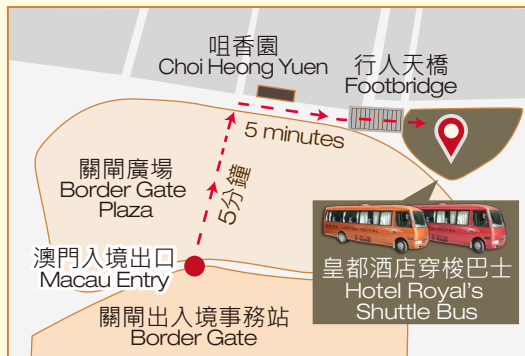 咀香園
Choi Heong Yuen
行人天橋
Footbridge
5 minutes
5分鐘
關閘廣場
Border Gate
Plaza
澳門入境出口
Macau Entry
皇都酒店穿梭巴士
Hotel Royal's
Shuttle Bus
關閘出入境事務站
Border Gate